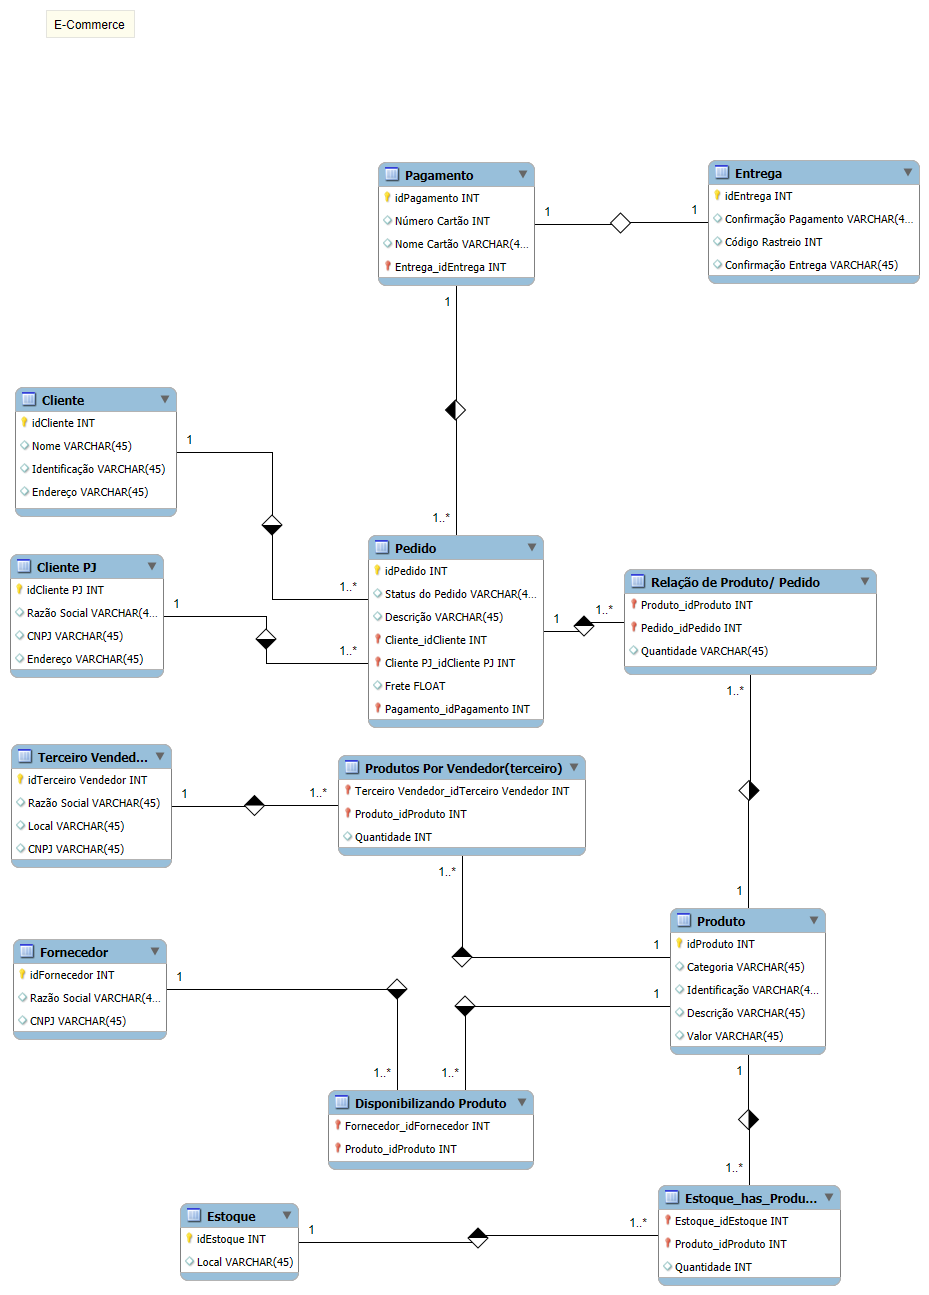 E-Commerce
Pagamento
idPagamento INT
Número Cartão INT
Nome Cartão VARCHAR(4...
Entrega_idEntrega INT
Entrega
idEntrega INT
Confirmação Pagamento VARCHAR(4...
Código Rastreio INT
Confirmação Entrega VARCHAR(45)
1
1
1
1..*
Cliente
idCliente INT
Nome VARCHAR(45)
Identificação VARCHAR(45)
Endereço VARCHAR(45)
1
1..*
Cliente PJ
idCliente PJ INT
Razão Social VARCHAR(4...
CNPJ VARCHAR(45)
Endereço VARCHAR(45)
1
1..*
Pedido
idPedido INT
Status do Pedido VARCHAR(4...
Descrição VARCHAR(45)
Cliente_idCliente INT
Cliente PJ_idCliente PJ INT
Frete FLOAT
Pagamento_idPagamento INT
1
1..*
Relação de Produto/ Pedido
Produto_idProduto INT
Pedido_idPedido INT
Quantidade VARCHAR(45)
1..*
1
Terceiro Vended...
idTerceiro Vendedor INT
Razão Social VARCHAR(45)
Local VARCHAR(45)
CNPJ VARCHAR(45)
1
1..*
Produtos Por Vendedor(terceiro)
Terceiro Vendedor_idTerceiro Vendedor INT
Produto_idProduto INT
Quantidade INT
1..*
1
Produto
idProduto INT
Categoria VARCHAR(45)
Identificação VARCHAR(4...
Descrição VARCHAR(45)
Valor VARCHAR(45)
Fornecedor
idFornecedor INT
Razão Social VARCHAR(4...
CNPJ VARCHAR(45)
1
1
1..*
1..*
1
1..*
Disponibilizando Produto
Fornecedor_idFornecedor INT
Produto_idProduto INT
Estoque
idEstoque INT
Local VARCHAR(45)
1
1..*
Estoque_has_Produ...
Estoque_idEstoque INT
Produto_idProduto INT
Quantidade INT